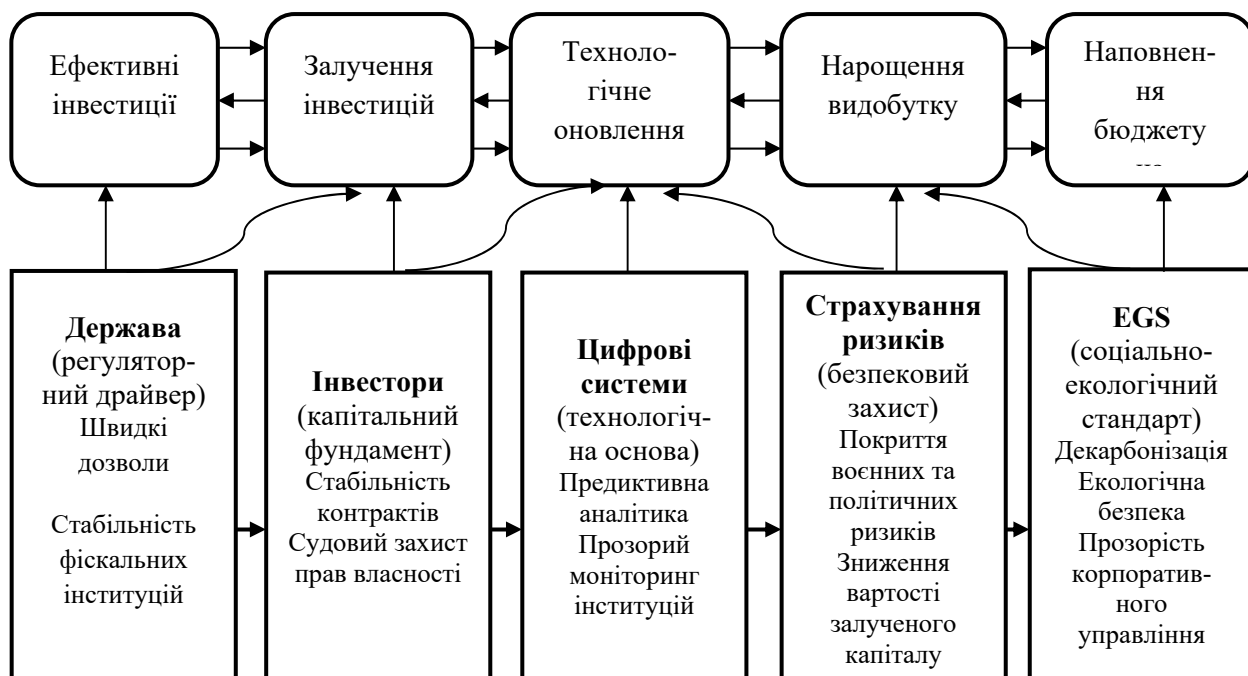 Ефективні
інвестиції
Залучення
інвестицій
Техноло-
гічне
оновлення
Нарощення
видобутку
Наповнен-
ня
бюджету
Держава
(регулятор-
ний драйвер)
Швидкі
дозволи
Стабільність
фіскальних
інституцій
Інвестори
(капітальний
фундамент)
Стабільність
контрактів
Судовий захист
прав власності
Цифрові
системи
(технологіч-
на основа)
Предиктивна
аналітика
Прозорий
моніторинг
інституцій
Страхування
ризиків
(безпековий
захист)
Покриття
воєнних та
політичних
ризиків
Зниження
вартості
залученого
капіталу
EGS
(соціально-
екологічний
стандарт)
Декарбонізація
Екологічна
безпека
Прозорість
корпоратив-
ного
управління